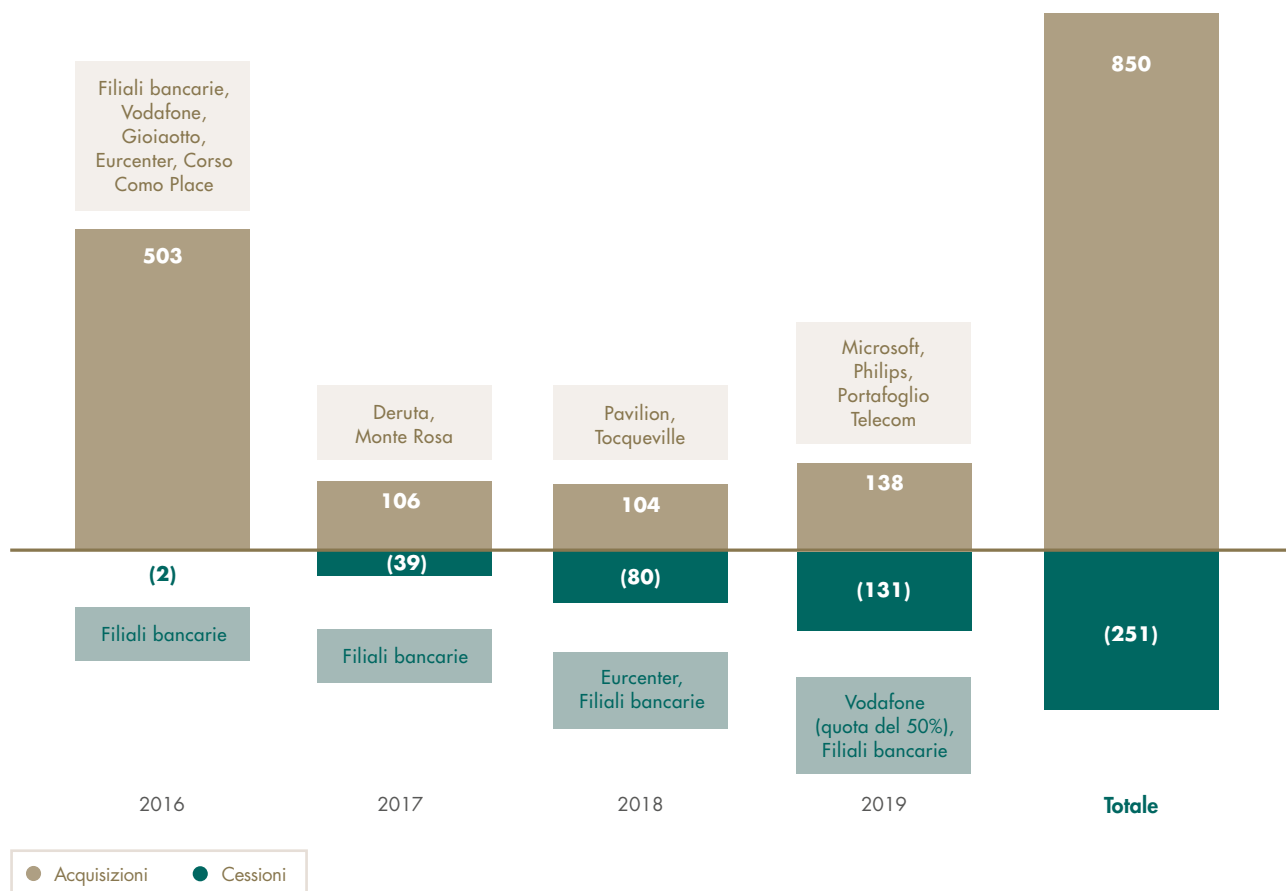 850
Filiali bancarie,
Vodafone,
Gioiaotto,
Eurcenter, Corso
Como Place
503
Microsoft,
Philips,
Portafoglio
Telecom
Deruta,
Monte Rosa
Pavilion,
Tocqueville
138
106
104
(2)
(39)
(80)
(131)
(251)
Filiali bancarie
Filiali bancarie
Eurcenter,
Filiali bancarie
Vodafone
(quota del 50%),
Filiali bancarie
2016
2017
2018
2019
Totale
Acquisizioni
Cessioni